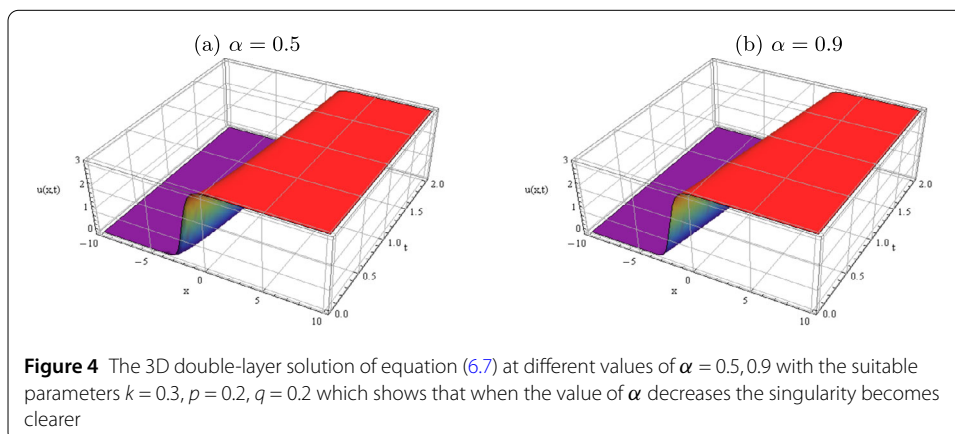 (a) α = 0.5
(b) α = 0.9
3
2
u(x,t)
1
0
−10
−5
0
x
5
10
0.0
0.5
1.0 t
1.5
2.0
3
2
u(x,t)
1
0
−10
−5
0
x
5
10
0.0
0.5
1.0 t
1.5
2.0
Figure 4 The 3D double-layer solution of equation (6.7) at different values of α = 0.5, 0.9 with the suitable
parameters k = 0.3, p = 0.2, q = 0.2 which shows that when the value of α decreases the singularity becomes
clearer